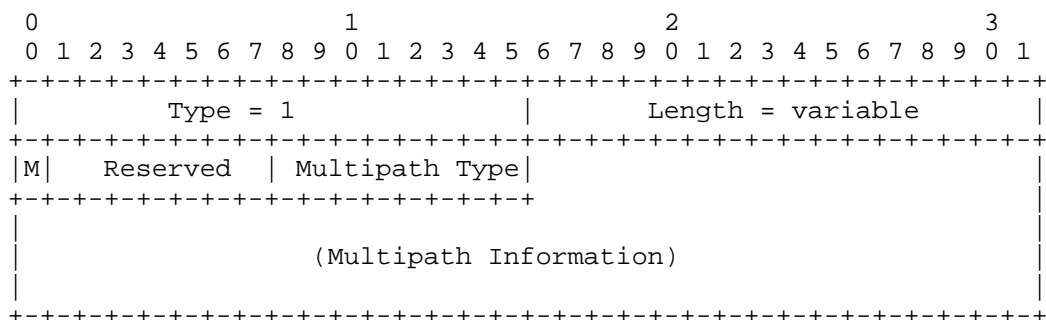 0                   1                   2                   3
 0 1 2 3 4 5 6 7 8 9 0 1 2 3 4 5 6 7 8 9 0 1 2 3 4 5 6 7 8 9 0 1
+-+-+-+-+-+-+-+-+-+-+-+-+-+-+-+-+-+-+-+-+-+-+-+-+-+-+-+-+-+-+-+-+
|         Type = 1              |       Length = variable       |
+-+-+-+-+-+-+-+-+-+-+-+-+-+-+-+-+-+-+-+-+-+-+-+-+-+-+-+-+-+-+-+-+
|M|   Reserved  | Multipath Type|                               |
+-+-+-+-+-+-+-+-+-+-+-+-+-+-+-+-+                               |
|                                                               |
|                  (Multipath Information)                      |
|                                                               |
+-+-+-+-+-+-+-+-+-+-+-+-+-+-+-+-+-+-+-+-+-+-+-+-+-+-+-+-+-+-+-+-+